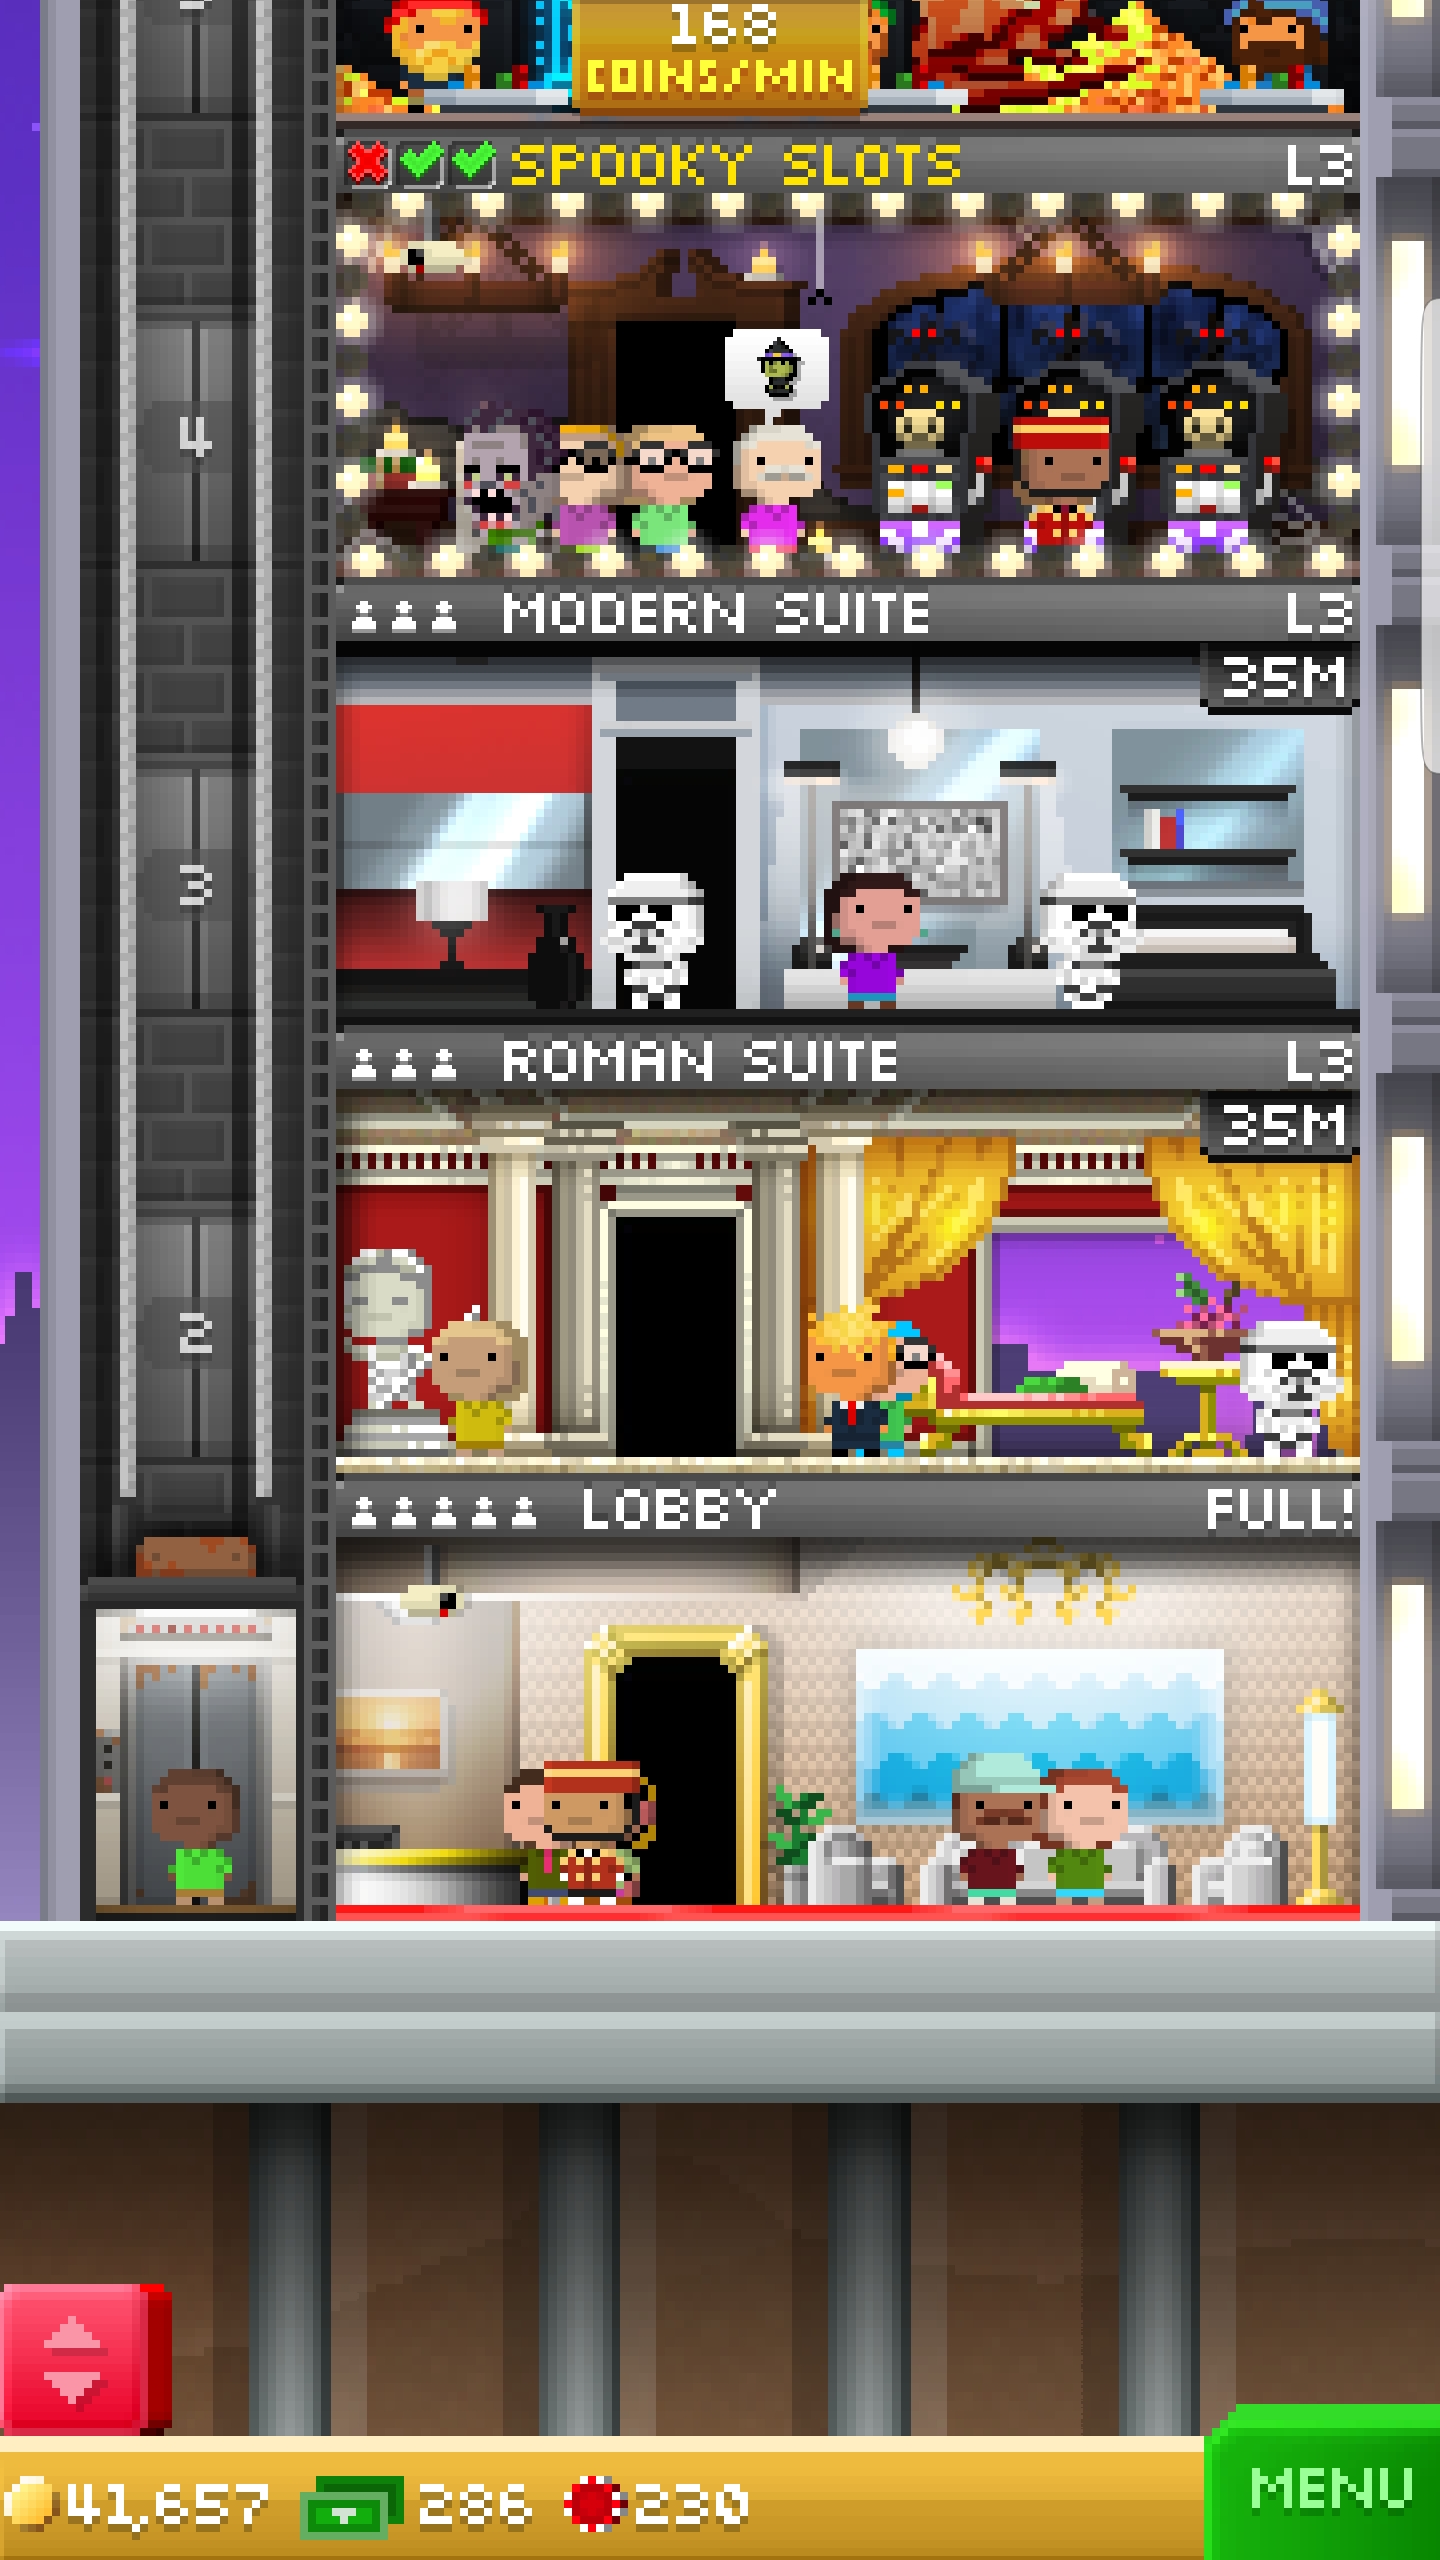 168
COINS/MIN
SPOOKY SLOTS L3
4
MODERN SUITE L3
35M
3
ROMAN SUITE L3
35M
2
LOBBY FULL!
41,657 286 230
MENU